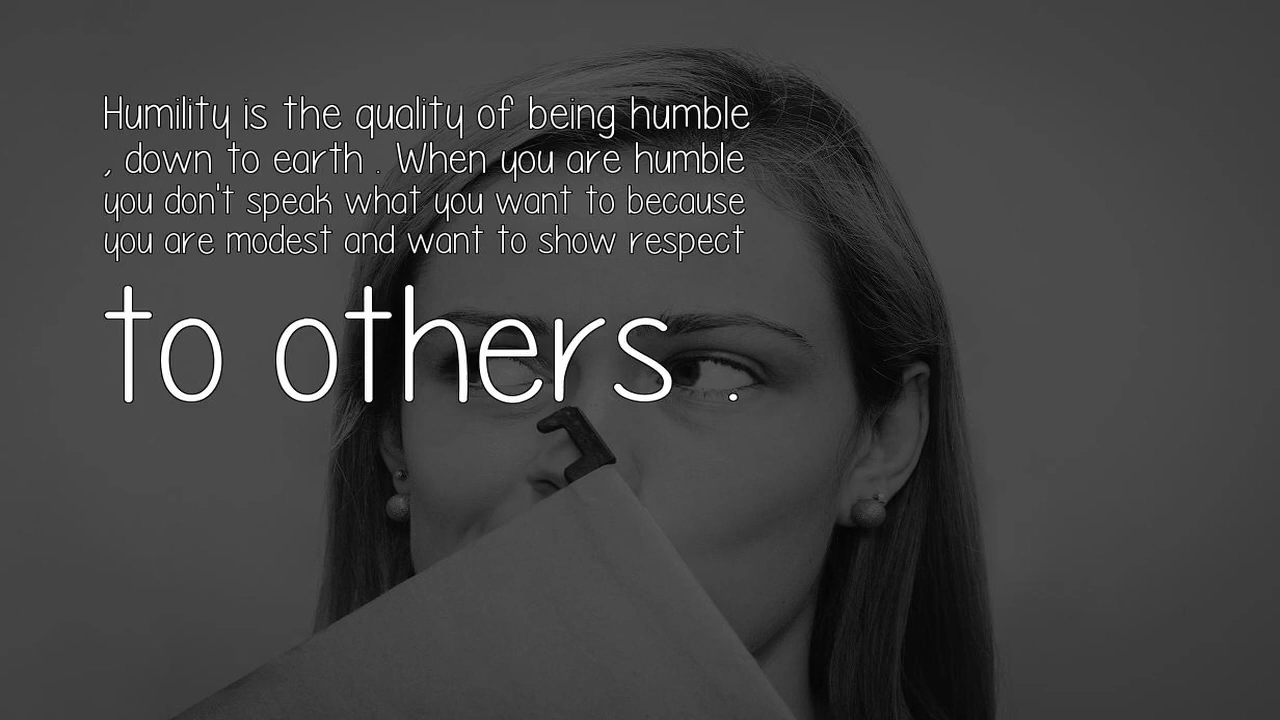 Humility is the quality of being humble
, down to earth . When you are humble
you don't speak what you want to because
you are modest and want to show respect
to others .